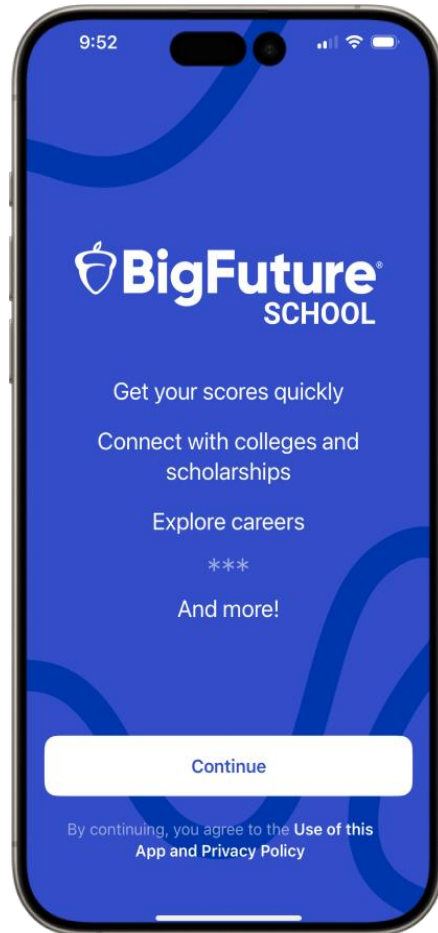 9:52
BigFuture®
SCHOOL
Get your scores quickly
Connect with colleges and
scholarships
Explore careers
***
And more!
Continue
By continuing, you agree to the Use of this
App and Privacy Policy